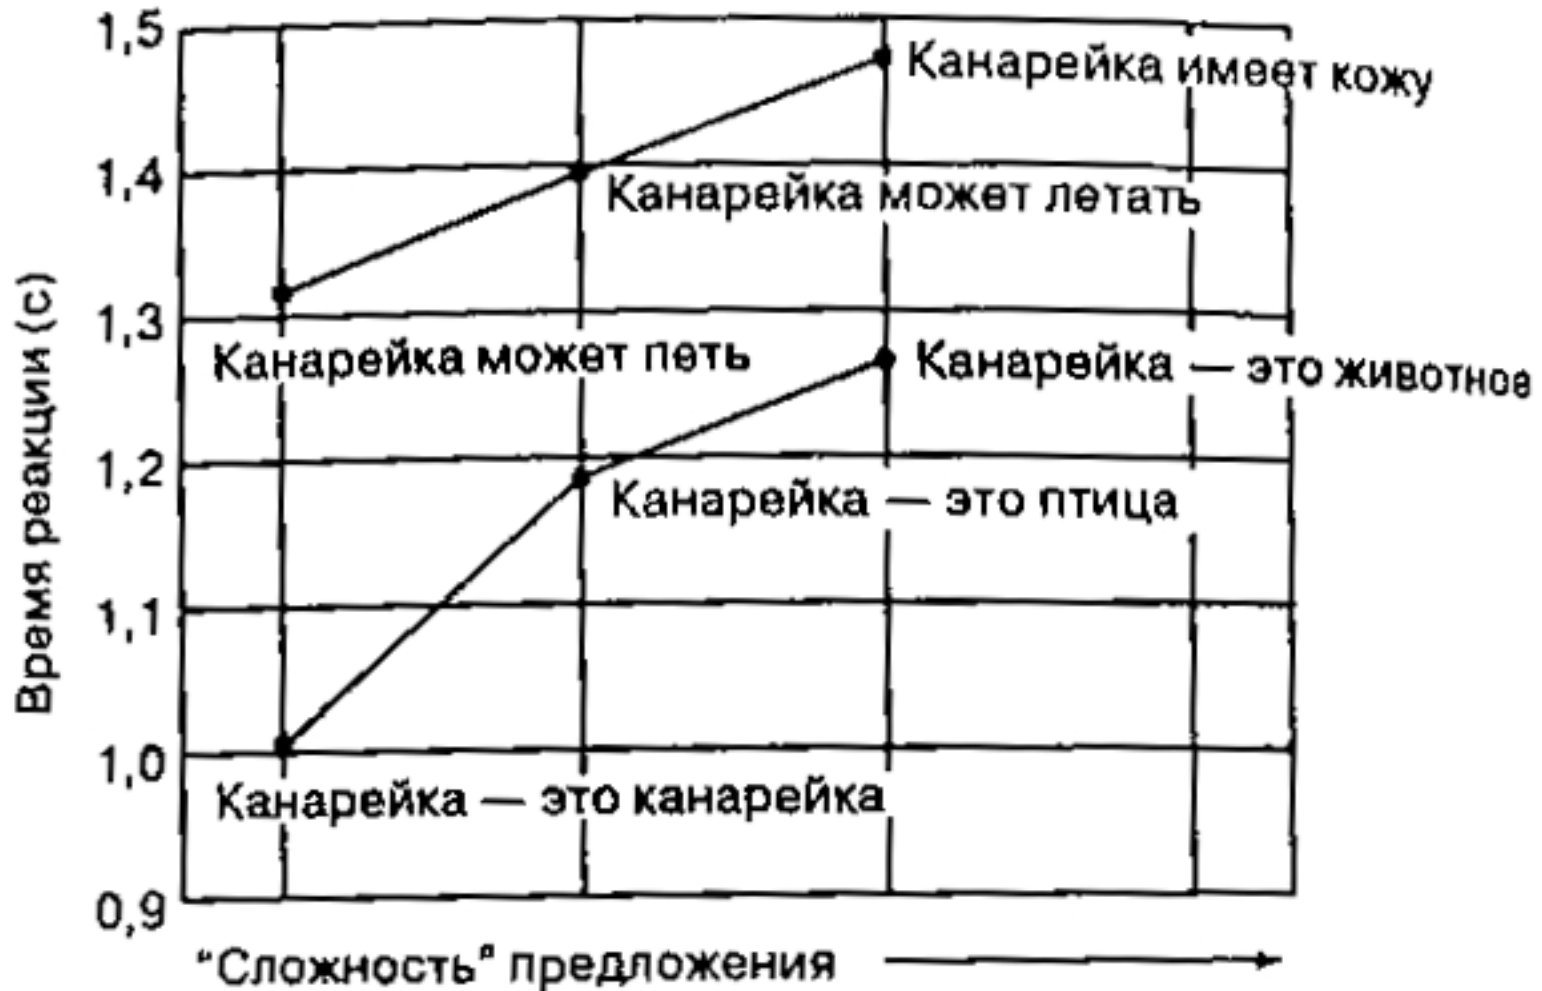 1,5
Канарейка имеет кожу
1,4
Канарейка может летать
1,3
Канарейка может петь
Канарейка — это животное
1,2
Канарейка — это птица
1,1
1,0
Канарейка — это канарейка
0,9
Время реакции (с)
"Сложность" предложения